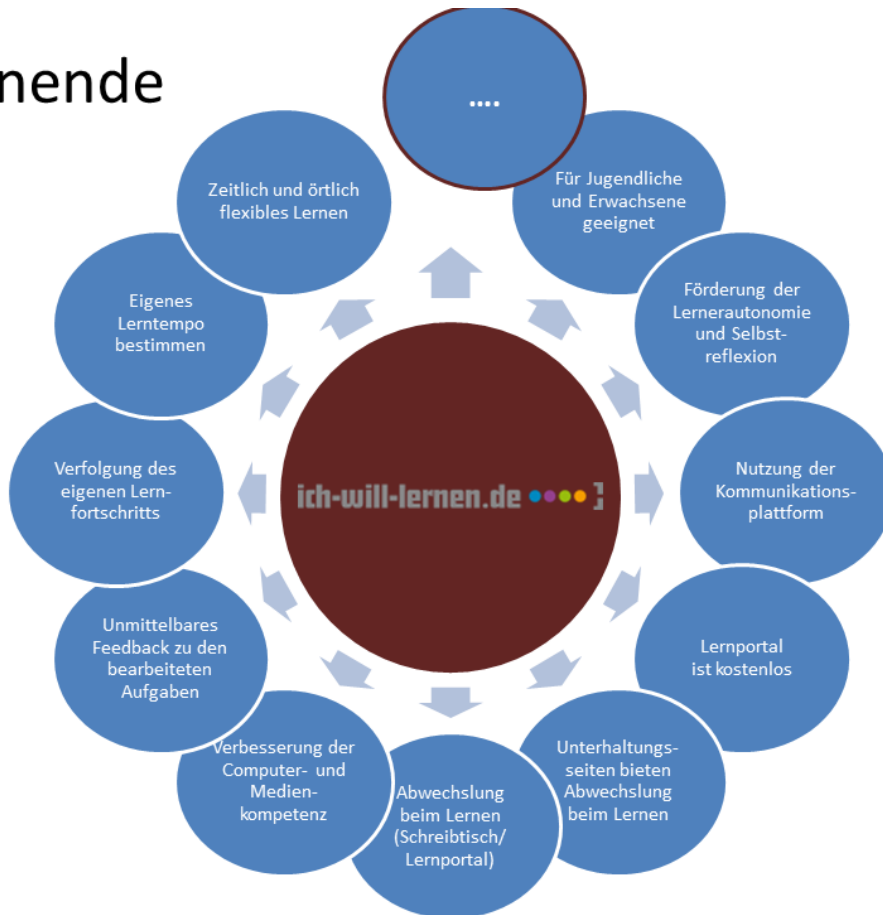 nende
....
Für Jugendliche
und Erwachsene
geeignet
Förderung der
Lernerautonomie
und Selbst-
reflexion
Nutzung der
Kommunikations-
plattform
Lernportal
ist kostenlos
Unterhaltungs-
seiten bieten
Abwechslung
beim Lernen
Abwechslung
beim Lernen
(Schreibtisch/
Lernportal)
Verbesserung der
Computer- und
Medien-
kompetenz
Unmittelbares
Feedback zu den
bearbeiteten
Aufgaben
Verfolgung des
eigenen Lern-
fortschritts
Eigenes
Lerntempo
bestimmen
Zeitlich und örtlich
flexibles Lernen
ich-will-lernen.de